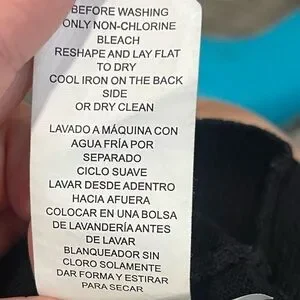 BEFORE WASHING
ONLY NON-CHLORINE
BLEACH
RESHAPE AND LAY FLAT
TO DRY
COOL IRON ON THE BACK
SIDE
OR DRY CLEAN
LAVADO A MÁQUINA CON
AGUA FRÍA POR
SEPARADO
CICLO SUAVE
LAVAR DESDE ADENTRO
HACIA AFUERA
COLOCAR EN UNA BOLSA
DE LAVANDERÍA ANTES
DE LAVAR
BLANQUEADOR SIN
CLORO SOLAMENTE
DAR FORMA Y ESTIRAR
PARA SECAR